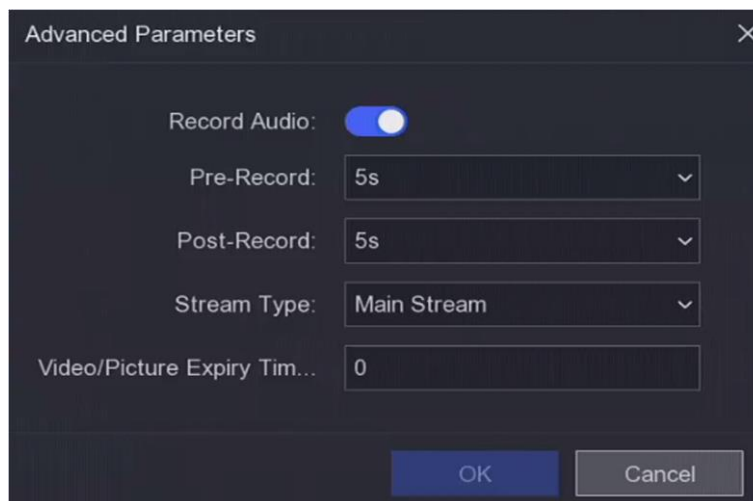 Advanced Parameters
Record Audio:
Pre-Record: 5s
Post-Record: 5s
Stream Type: Main Stream
Video/Picture Expiry Tim... 0
OK Cancel